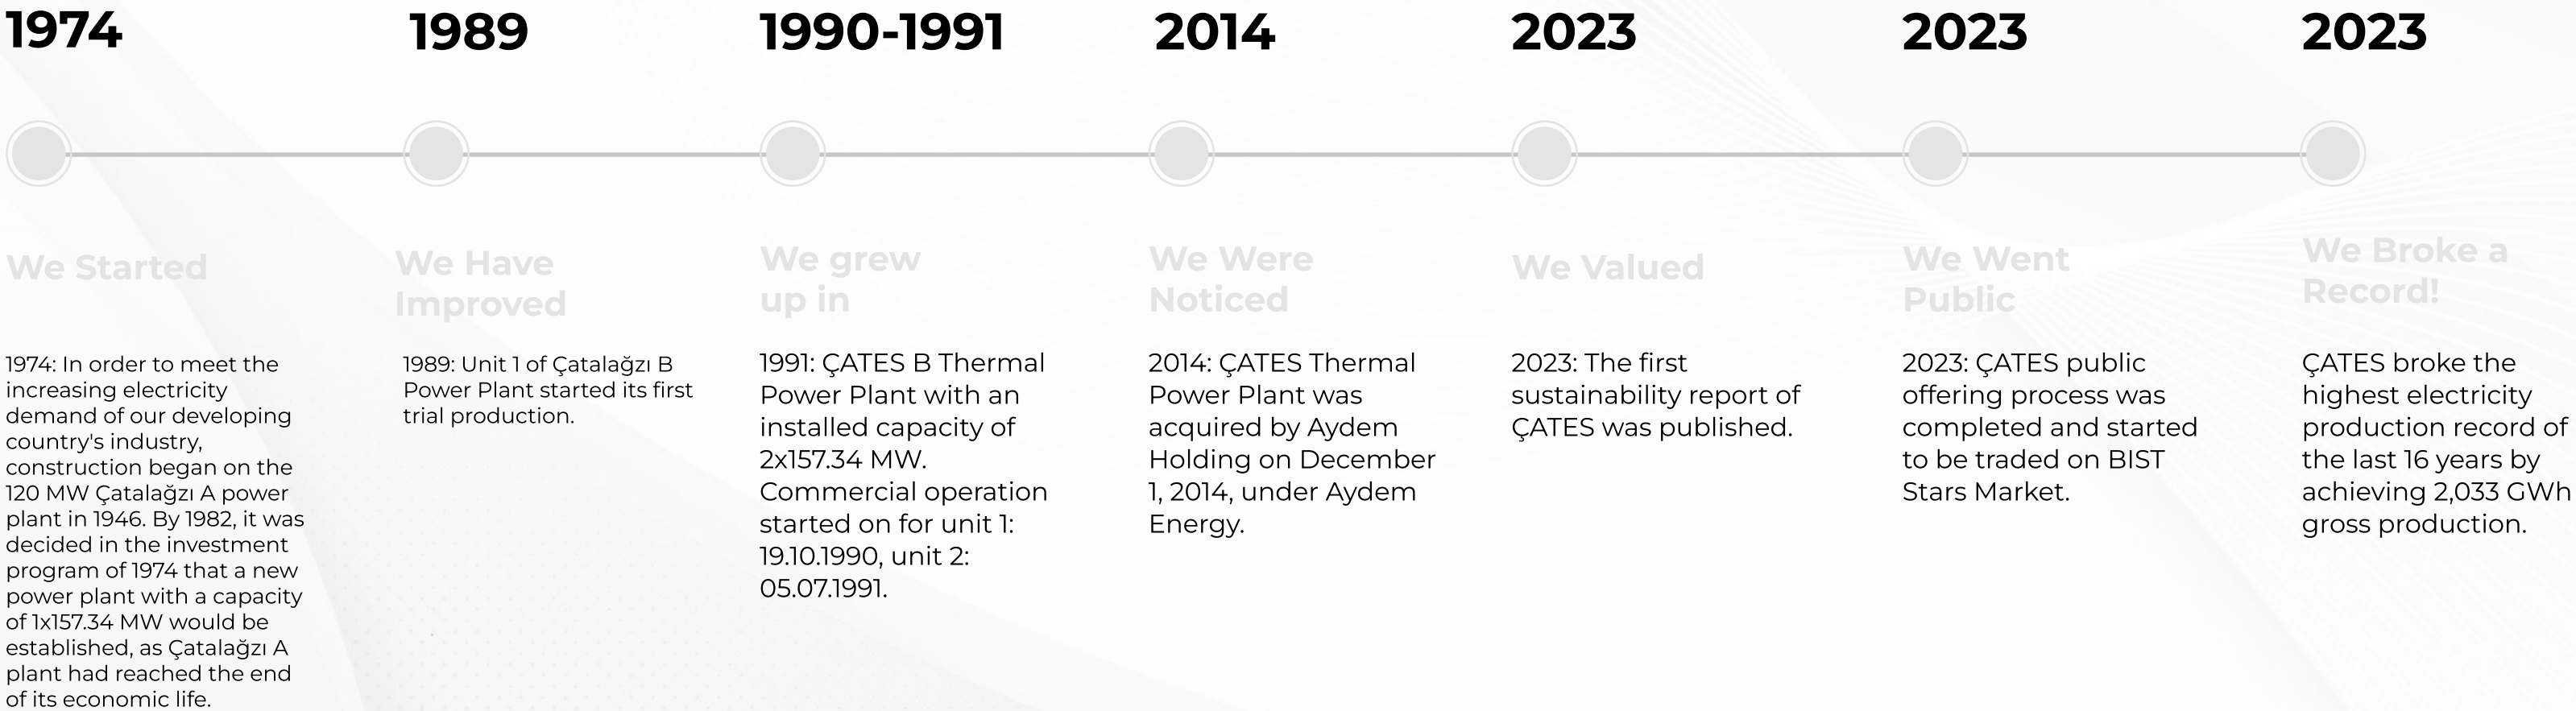 1974
1989
1990-1991
2014
2023
2023
2023
We Started
We Have
Improved
We grew
up in
We Were
Noticed
We Valued
We Went
Public
We Broke a
Record!
1974: In order to meet the
increasing electricity
demand of our developing
country's industry,
construction began on the
120 MW Çatalağzı A power
plant in 1946. By 1982, it was
decided in the investment
program of 1974 that a new
power plant with a capacity
of 1x157.34 MW would be
established, as Çatalağzı A
plant had reached the end
of its economic life.
1989: Unit 1 of Çatalağzı B
Power Plant started its first
trial production.
1991: ÇATES B Thermal
Power Plant with an
installed capacity of
2x157.34 MW.
Commercial operation
started on for unit 1:
19.10.1990, unit 2:
05.07.1991.
2014: ÇATES Thermal
Power Plant was
acquired by Aydem
Holding on December
1, 2014, under Aydem
Energy.
2023: The first
sustainability report of
ÇATES was published.
2023: ÇATES public
offering process was
completed and started
to be traded on BIST
Stars Market.
ÇATES broke the
highest electricity
production record of
the last 16 years by
achieving 2,033 GWh
gross production.